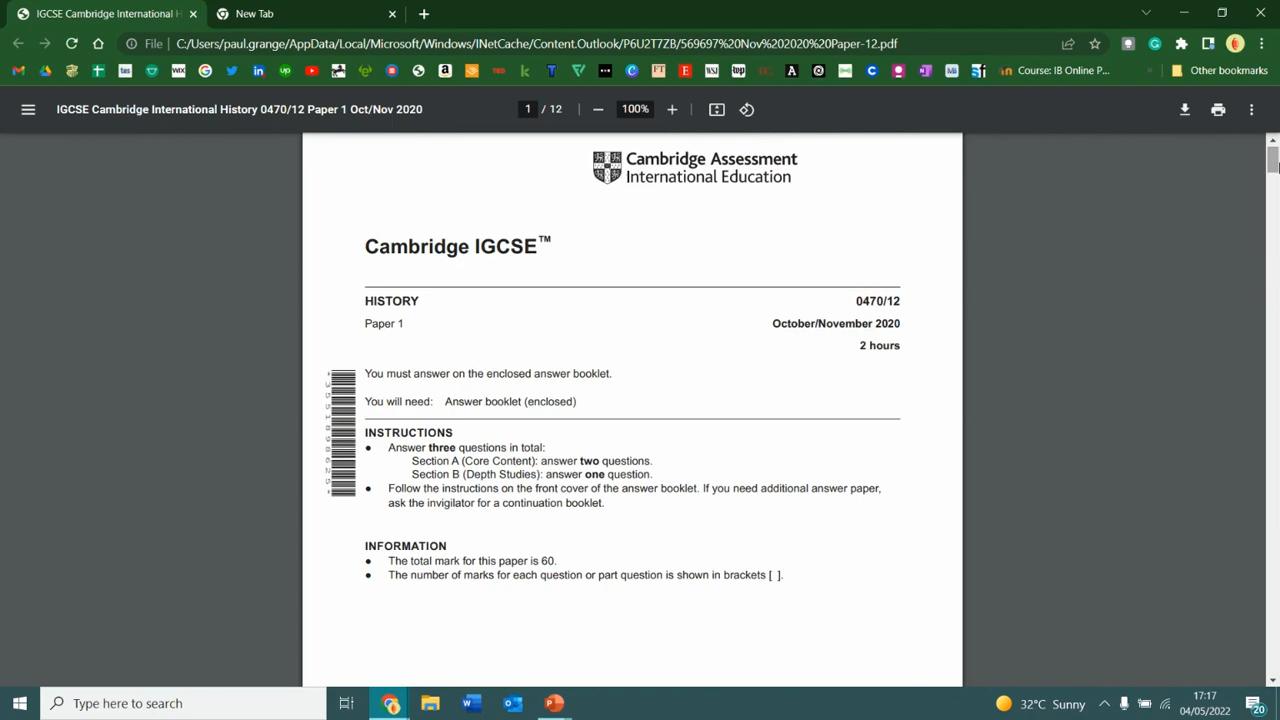 IGCSE Cambridge International H
New Tab
File
C:/Users/paul.grange/AppData/Local/Microsoft/Windows/INetCache/Content.Outlook/P6U2T7ZB/569697%20Nov%202020%20Paper-12.pdf
Course: IB Online P...
Other bookmarks
IGCSE Cambridge International History 0470/12 Paper 1 Oct/Nov 2020
1 / 12
100%
Cambridge Assessment
International Education
Cambridge IGCSE™
HISTORY 0470/12
Paper 1 October/November 2020
2 hours
You must answer on the enclosed answer booklet.
You will need: Answer booklet (enclosed)
INSTRUCTIONS
● Answer three questions in total:
Section A (Core Content): answer two questions.
Section B (Depth Studies): answer one question.
● Follow the instructions on the front cover of the answer booklet. If you need additional answer paper,
ask the invigilator for a continuation booklet.
INFORMATION
● The total mark for this paper is 60.
● The number of marks for each question or part question is shown in brackets [ ].
Type here to search
32°C Sunny
17:17
04/05/2022
20